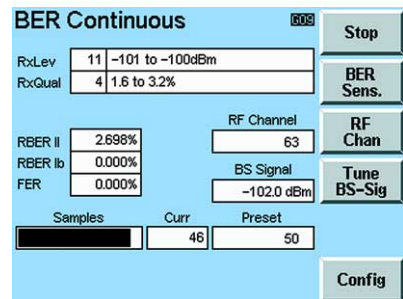 BER Continuous
G09
RxLev 11 -101 to -100dBm
RxQual 4 1.6 to 3.2%
RF Channel
RBER II 2.698% 63
RBER Ib 0.000%
BS Signal
FER 0.000% -102.0 dBm
Samples Curr Preset
46 50
Stop
BER
Sens.
RF
Chan
Tune
BS-Sig
Config